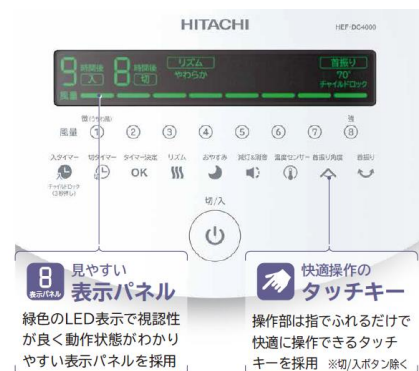 HITACHI HEF-DC4000
9 時間後 入 8 時間後 切 リズム やわらか 首振り 70° チャイルドロック
風量
強
風量 1 2 3 4 5 6 7 8
入タイマー 切タイマー タイマー決定 リズム おやすみ 減灯&消音 温度センサー 首振り角度 首振り
OK
チャイルドロック
(3秒押し)
切/入
8 表示パネル
見やすい
表示パネル
緑色のLED表示で視認性
が良く動作状態がわかり
やすい表示パネルを採用
快適操作の
タッチキー
操作部は指でふれるだけで
快適に操作できるタッチ
キーを採用 ※切/入ボタン除く